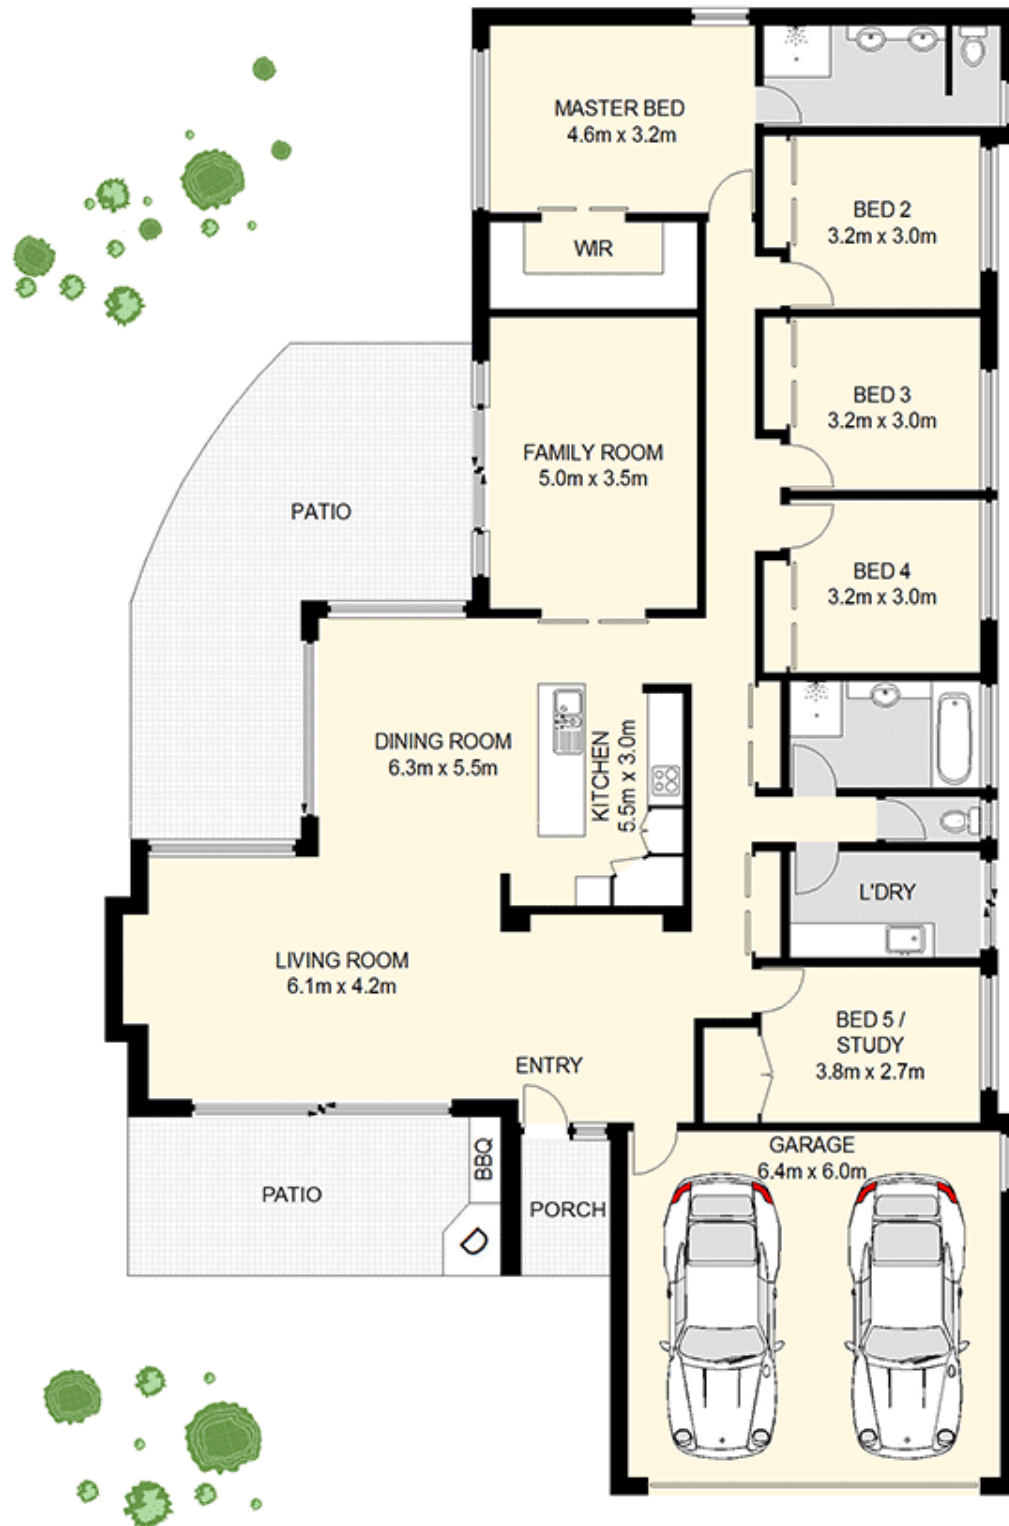 MASTER BED
4.6m x 3.2m
WIR
BED 2
3.2m x 3.0m
BED 3
3.2m x 3.0m
FAMILY ROOM
5.0m x 3.5m
PATIO
BED 4
3.2m x 3.0m
DINING ROOM
6.3m x 5.5m
KITCHEN
5.5m x 3.0m
L'DRY
LIVING ROOM
6.1m x 4.2m
BED 5 /
STUDY
3.8m x 2.7m
ENTRY
GARAGE
6.4m x 6.0m
BBQ
PATIO
PORCH